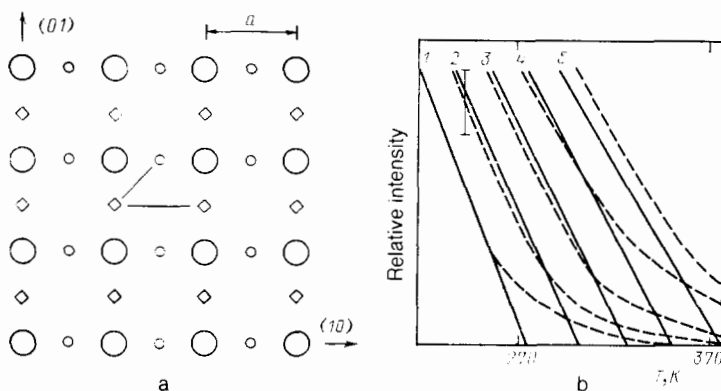 (01)
a
(10)
a
Relative intensity
1 2 3 4 5
270 370
T, K
b